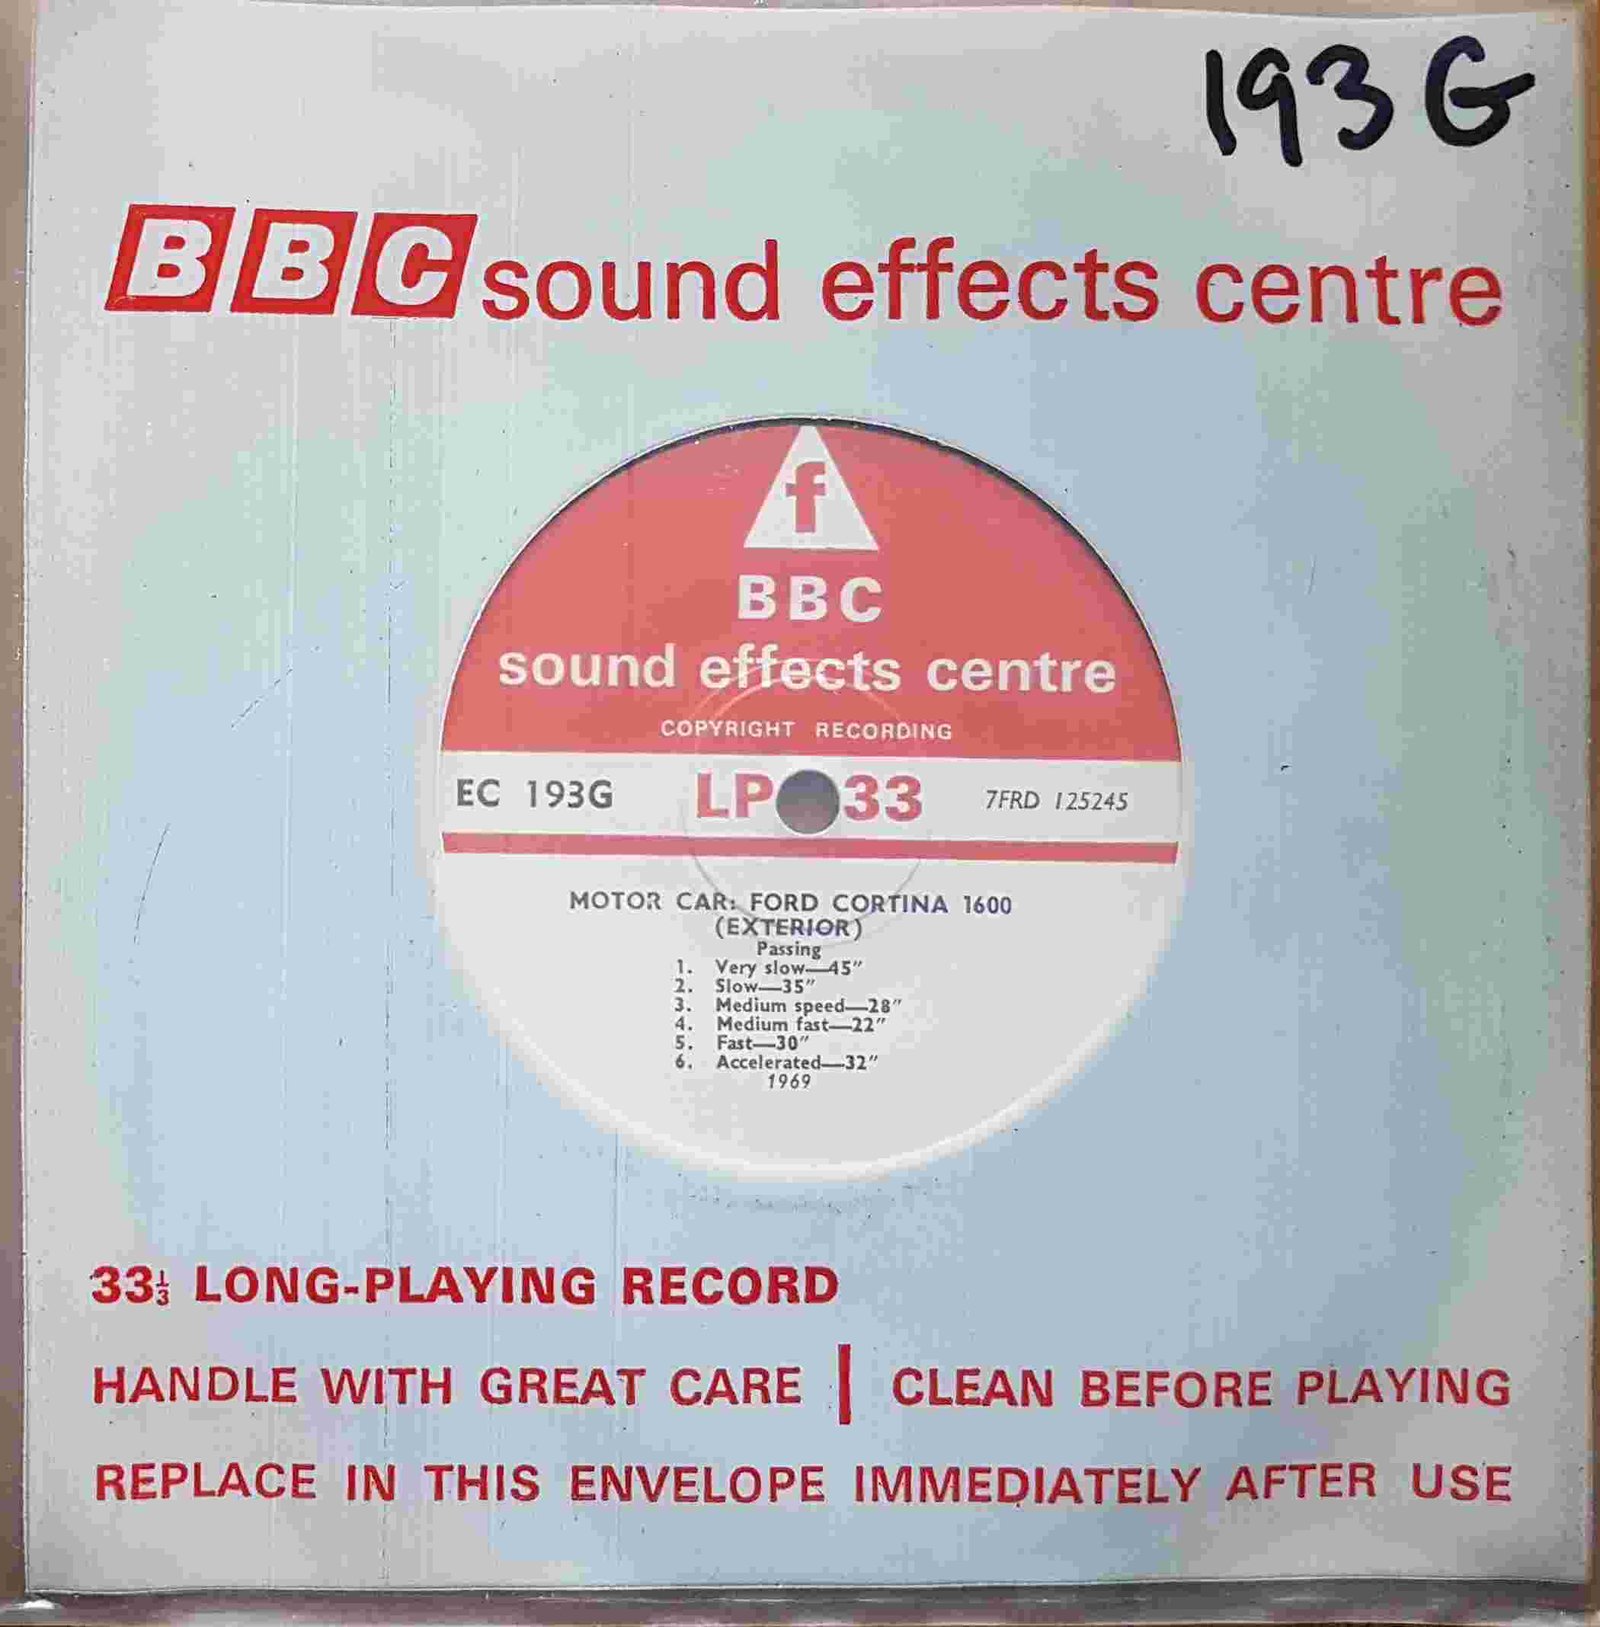 193 G
BBC sound effects centre
f
BBC
sound effects centre
COPYRIGHT RECORDING
EC 193G LP 33 7FRD 125245
MOTOR CAR: FORD CORTINA 1600
(EXTERIOR)
Passing
1. Very slow—45″
2. Slow—35″
3. Medium speed—28″
4. Medium fast—22″
5. Fast—30″
6. Accelerated—32″
1969
33⅓ LONG-PLAYING RECORD
HANDLE WITH GREAT CARE | CLEAN BEFORE PLAYING
REPLACE IN THIS ENVELOPE IMMEDIATELY AFTER USE